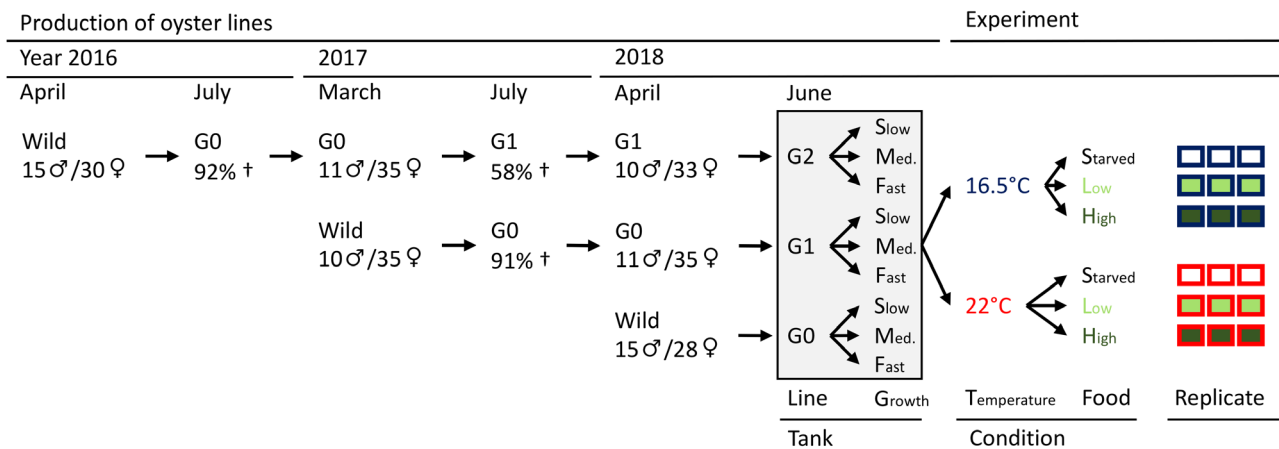 Production of oyster lines Experiment
Year 2016 2017 2018
April July March July April June
Wild G0 G0 G1 G1
15♂/30♀ 92% † 11♂/35♀ 58% † 10♂/33♀
G2 Slow Med. Fast
Wild G0 G0
10♂/35♀ 91% † 11♂/35♀
G1 Slow Med. Fast
Wild
15♂/28♀
G0 Slow Med. Fast
16.5°C Starved Low High
22°C Starved Low High
Line Growth Temperature Food Replicate
Tank Condition